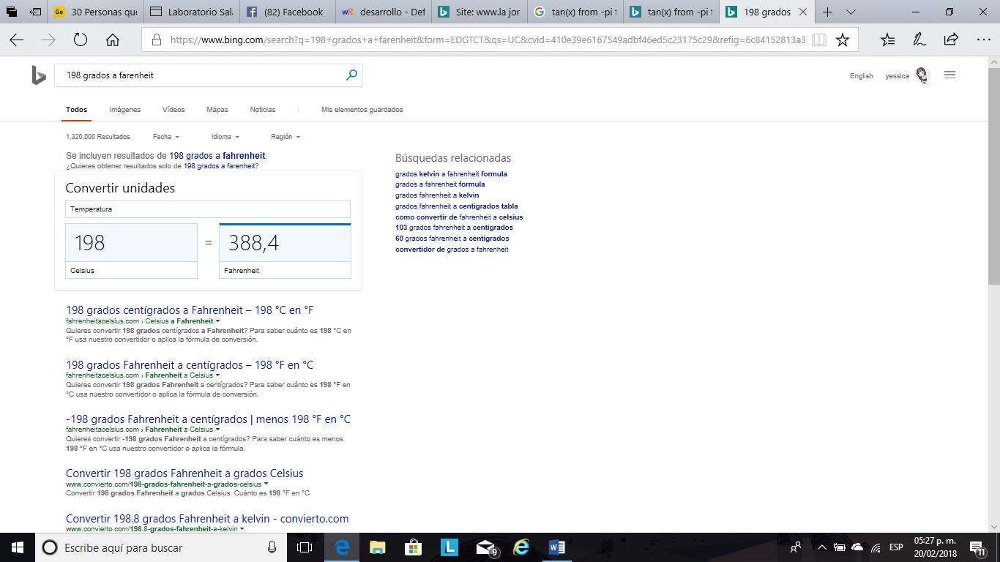 Ge 30 Personas que
Laboratorio Sal
(82) Facebook
wR desarrollo - Def
Site: www.la jor
tan(x) from -pi t
tan(x) from -pi t
198 grados
https://www.bing.com/search?q=198+grados+a+farenheit&form=EDGTCT&qs=UC&cvid=410e39e6167549adbf46ed5c23175c29&refig=6c84152813a3
198 grados a farenheit
English yessica
Todos Imágenes Vídeos Mapas Noticias | Mis elementos guardados
1,320,000 Resultados Fecha Idioma Región
Se incluyen resultados de 198 grados a fahrenheit.
¿Quieres obtener resultados solo de 198 grados a farenheit?
Convertir unidades
Temperatura
198 = 388,4
Celsius Fahrenheit
198 grados centígrados a Fahrenheit – 198 °C en °F
fahrenheitacelsius.com › Celsius a Fahrenheit
Quieres convertir 198 grados centígrados a Fahrenheit? Para saber cuánto es 198 °C en
°F usa nuestro convertidor o aplica la fórmula de conversión.
198 grados Fahrenheit a centígrados – 198 °F en °C
fahrenheitacelsius.com › Fahrenheit a Celsius
Quieres convertir 198 grados Fahrenheit a centígrados? Para saber cuánto es 198 °F en
°C usa nuestro convertidor o aplica la fórmula de conversión.
-198 grados Fahrenheit a centígrados | menos 198 °F en °C
fahrenheitacelsius.com › Fahrenheit a Celsius
Quieres convertir -198 grados Fahrenheit a centígrados? Para saber cuánto es menos
198 °F en °C usa nuestro convertidor o aplica la fórmula.
Convertir 198 grados Fahrenheit a grados Celsius
www.convierto.com/198-grados-fahrenheit-a-grados-celsius
Convertir 198 grados Fahrenheit a grados Celsius. Cuánto es 198 °F en °C
Convertir 198.8 grados Fahrenheit a kelvin - convierto.com
www.convierto.com/198.8-grados-fahrenheit-a-kelvin
Búsquedas relacionadas
grados kelvin a fahrenheit formula
grados a fahrenheit formula
grados fahrenheit a kelvin
grados fahrenheit a centigrados tabla
como convertir de fahrenheit a celsius
103 grados fahrenheit a centigrados
60 grados fahrenheit a centigrados
convertidor de grados a fahrenheit
Escribe aquí para buscar
L
9
ESP
05:27 p. m.
20/02/2018
11